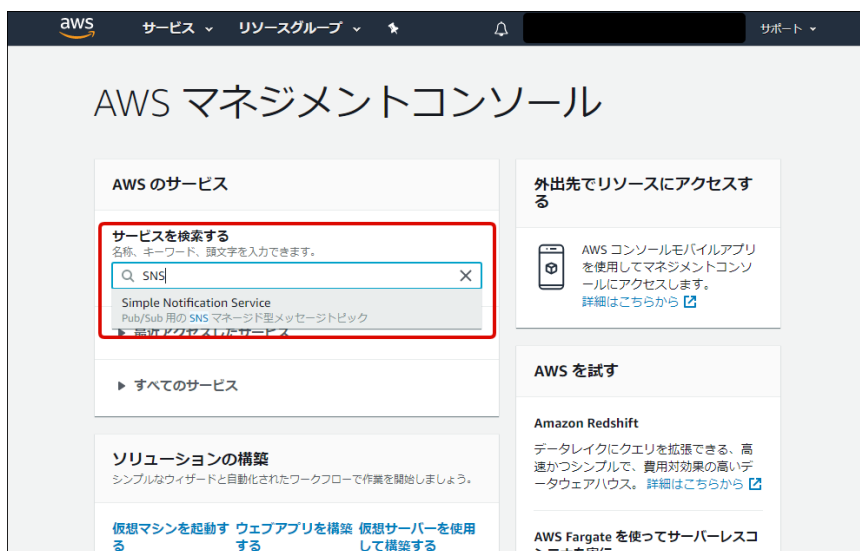 aws
サービス
リソースグループ
サポート
AWS マネジメントコンソール
AWS のサービス
サービスを検索する
名称、キーワード、頭文字を入力できます。
SNS
Simple Notification Service
Pub/Sub 用の SNS マネージド型メッセージトピック
最近アクセスしたサービス
すべてのサービス
ソリューションの構築
シンプルなウィザードと自動化されたワークフローで作業を開始しましょう。
仮想マシンを起動す
る
ウェブアプリを構築
する
仮想サーバーを使用
して構築する
外出先でリソースにアクセスす
る
AWS コンソールモバイルアプリ
を使用してマネジメントコンソ
ールにアクセスします。
詳細はこちらから
AWS を試す
Amazon Redshift
データレイクにクエリを拡張できる、高
速かつシンプルで、費用対効果の高いデ
ータウェアハウス。 詳細はこちらから
AWS Fargate を使ってサーバーレスコ